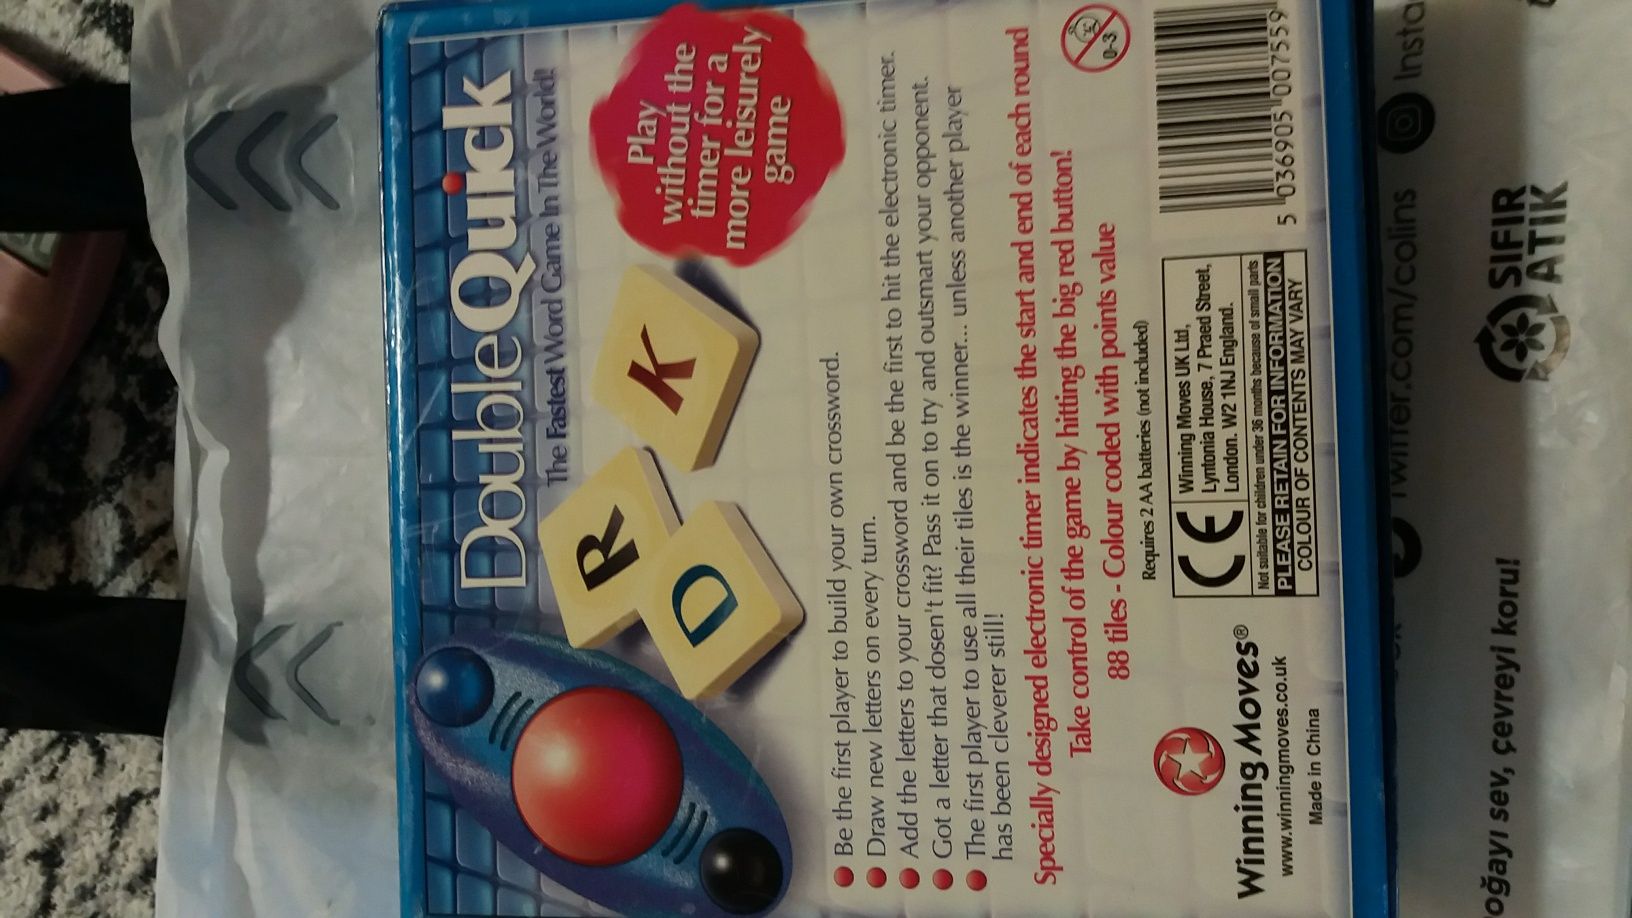 DoubleQuick
The Fastest Word Game In The World!
Play
without the
timer for a
more leisurely
game
R
K
D
Be the first player to build your own crossword.
Draw new letters on every turn.
Add the letters to your crossword and be the first to hit the electronic timer.
Got a letter that dosen't fit? Pass it on to try and outsmart your opponent.
The first player to use all their tiles is the winner... unless another player
has been cleverer still!
Specially designed electronic timer indicates the start and end of each round
Take control of the game by hitting the big red button!
88 tiles - Colour coded with points value
Requires 2 AA batteries (not included)
0-3
Winning Moves®
www.winningmoves.co.uk
Made in China
CE
Winning Moves UK Ltd,
Lyntonia House, 7 Praed Street,
London. W2 1NJ England.
Not suitable for children under 36 months because of small parts
PLEASE RETAIN FOR INFORMATION
COLOUR OF CONTENTS MAY VARY
5 036905 007559
twitter.com/colins
Insta
SIFIR
ATIK
oğayı sev, çevreyi koru!